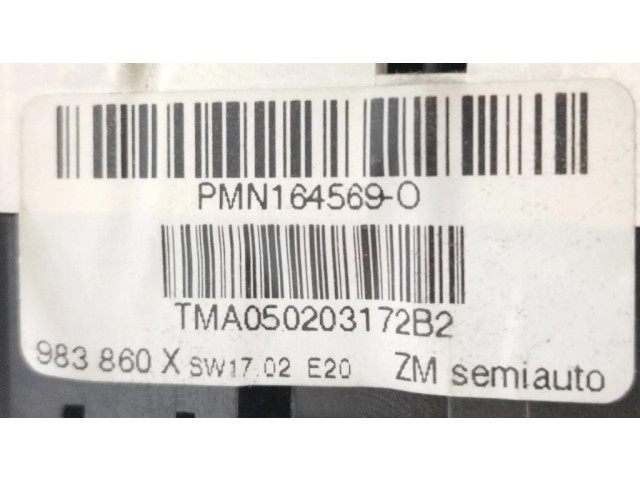 PMN164569-O
TMA050203172B2
983 860 X SW17.02 E20 ZM semiauto